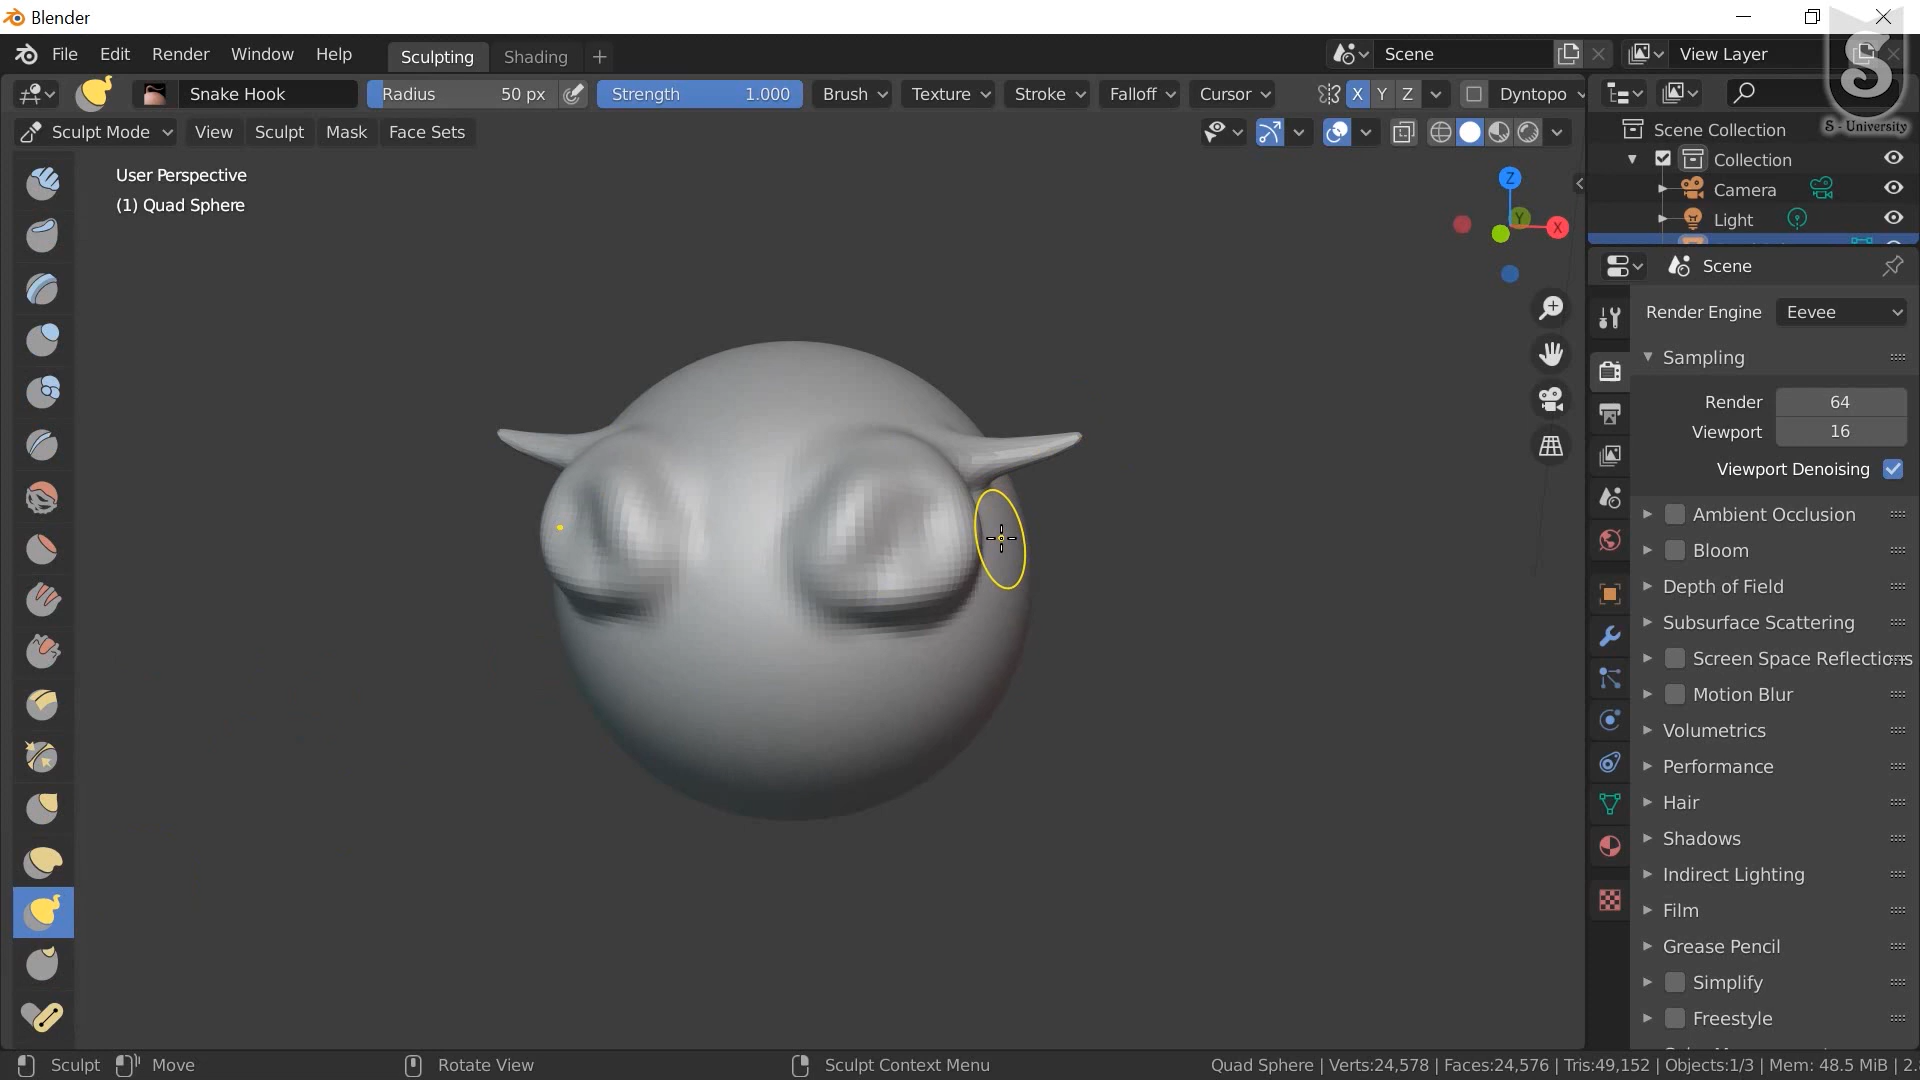 Blender
File Edit Render Window Help Sculpting Shading Scene View Layer
Snake Hook Radius 50 px Strength 1.000 Brush Texture Stroke Falloff Cursor X Y Z Dyntopo
S - University
Sculpt Mode View Sculpt Mask Face Sets
Scene Collection
Collection
Camera
Light
User Perspective
(1) Quad Sphere
Z
Y
X
Scene
Render Engine Eevee
Sampling
Render 64
Viewport 16
Viewport Denoising
Ambient Occlusion
Bloom
Depth of Field
Subsurface Scattering
Screen Space Reflections
Motion Blur
Volumetrics
Performance
Hair
Shadows
Indirect Lighting
Film
Grease Pencil
Simplify
Freestyle
Sculpt Move Rotate View Sculpt Context Menu Quad Sphere | Verts:24,578 | Faces:24,576 | Tris:49,152 | Objects:1/3 | Mem: 48.5 MiB | 2.